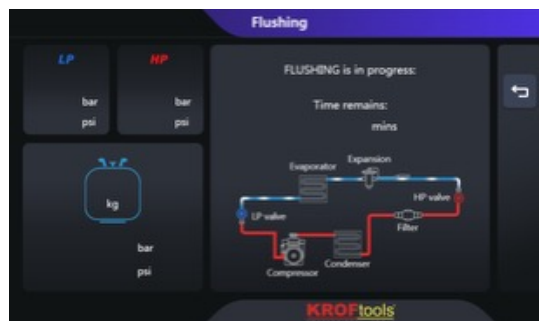 Flushing
LP
HP
bar
bar
psi
psi
kg
bar
psi
FLUSHING is in progress:
Time remains:
mins
Evaporator
Expansion
HP valve
LP valve
Filter
Compressor
Condenser
KROFtools